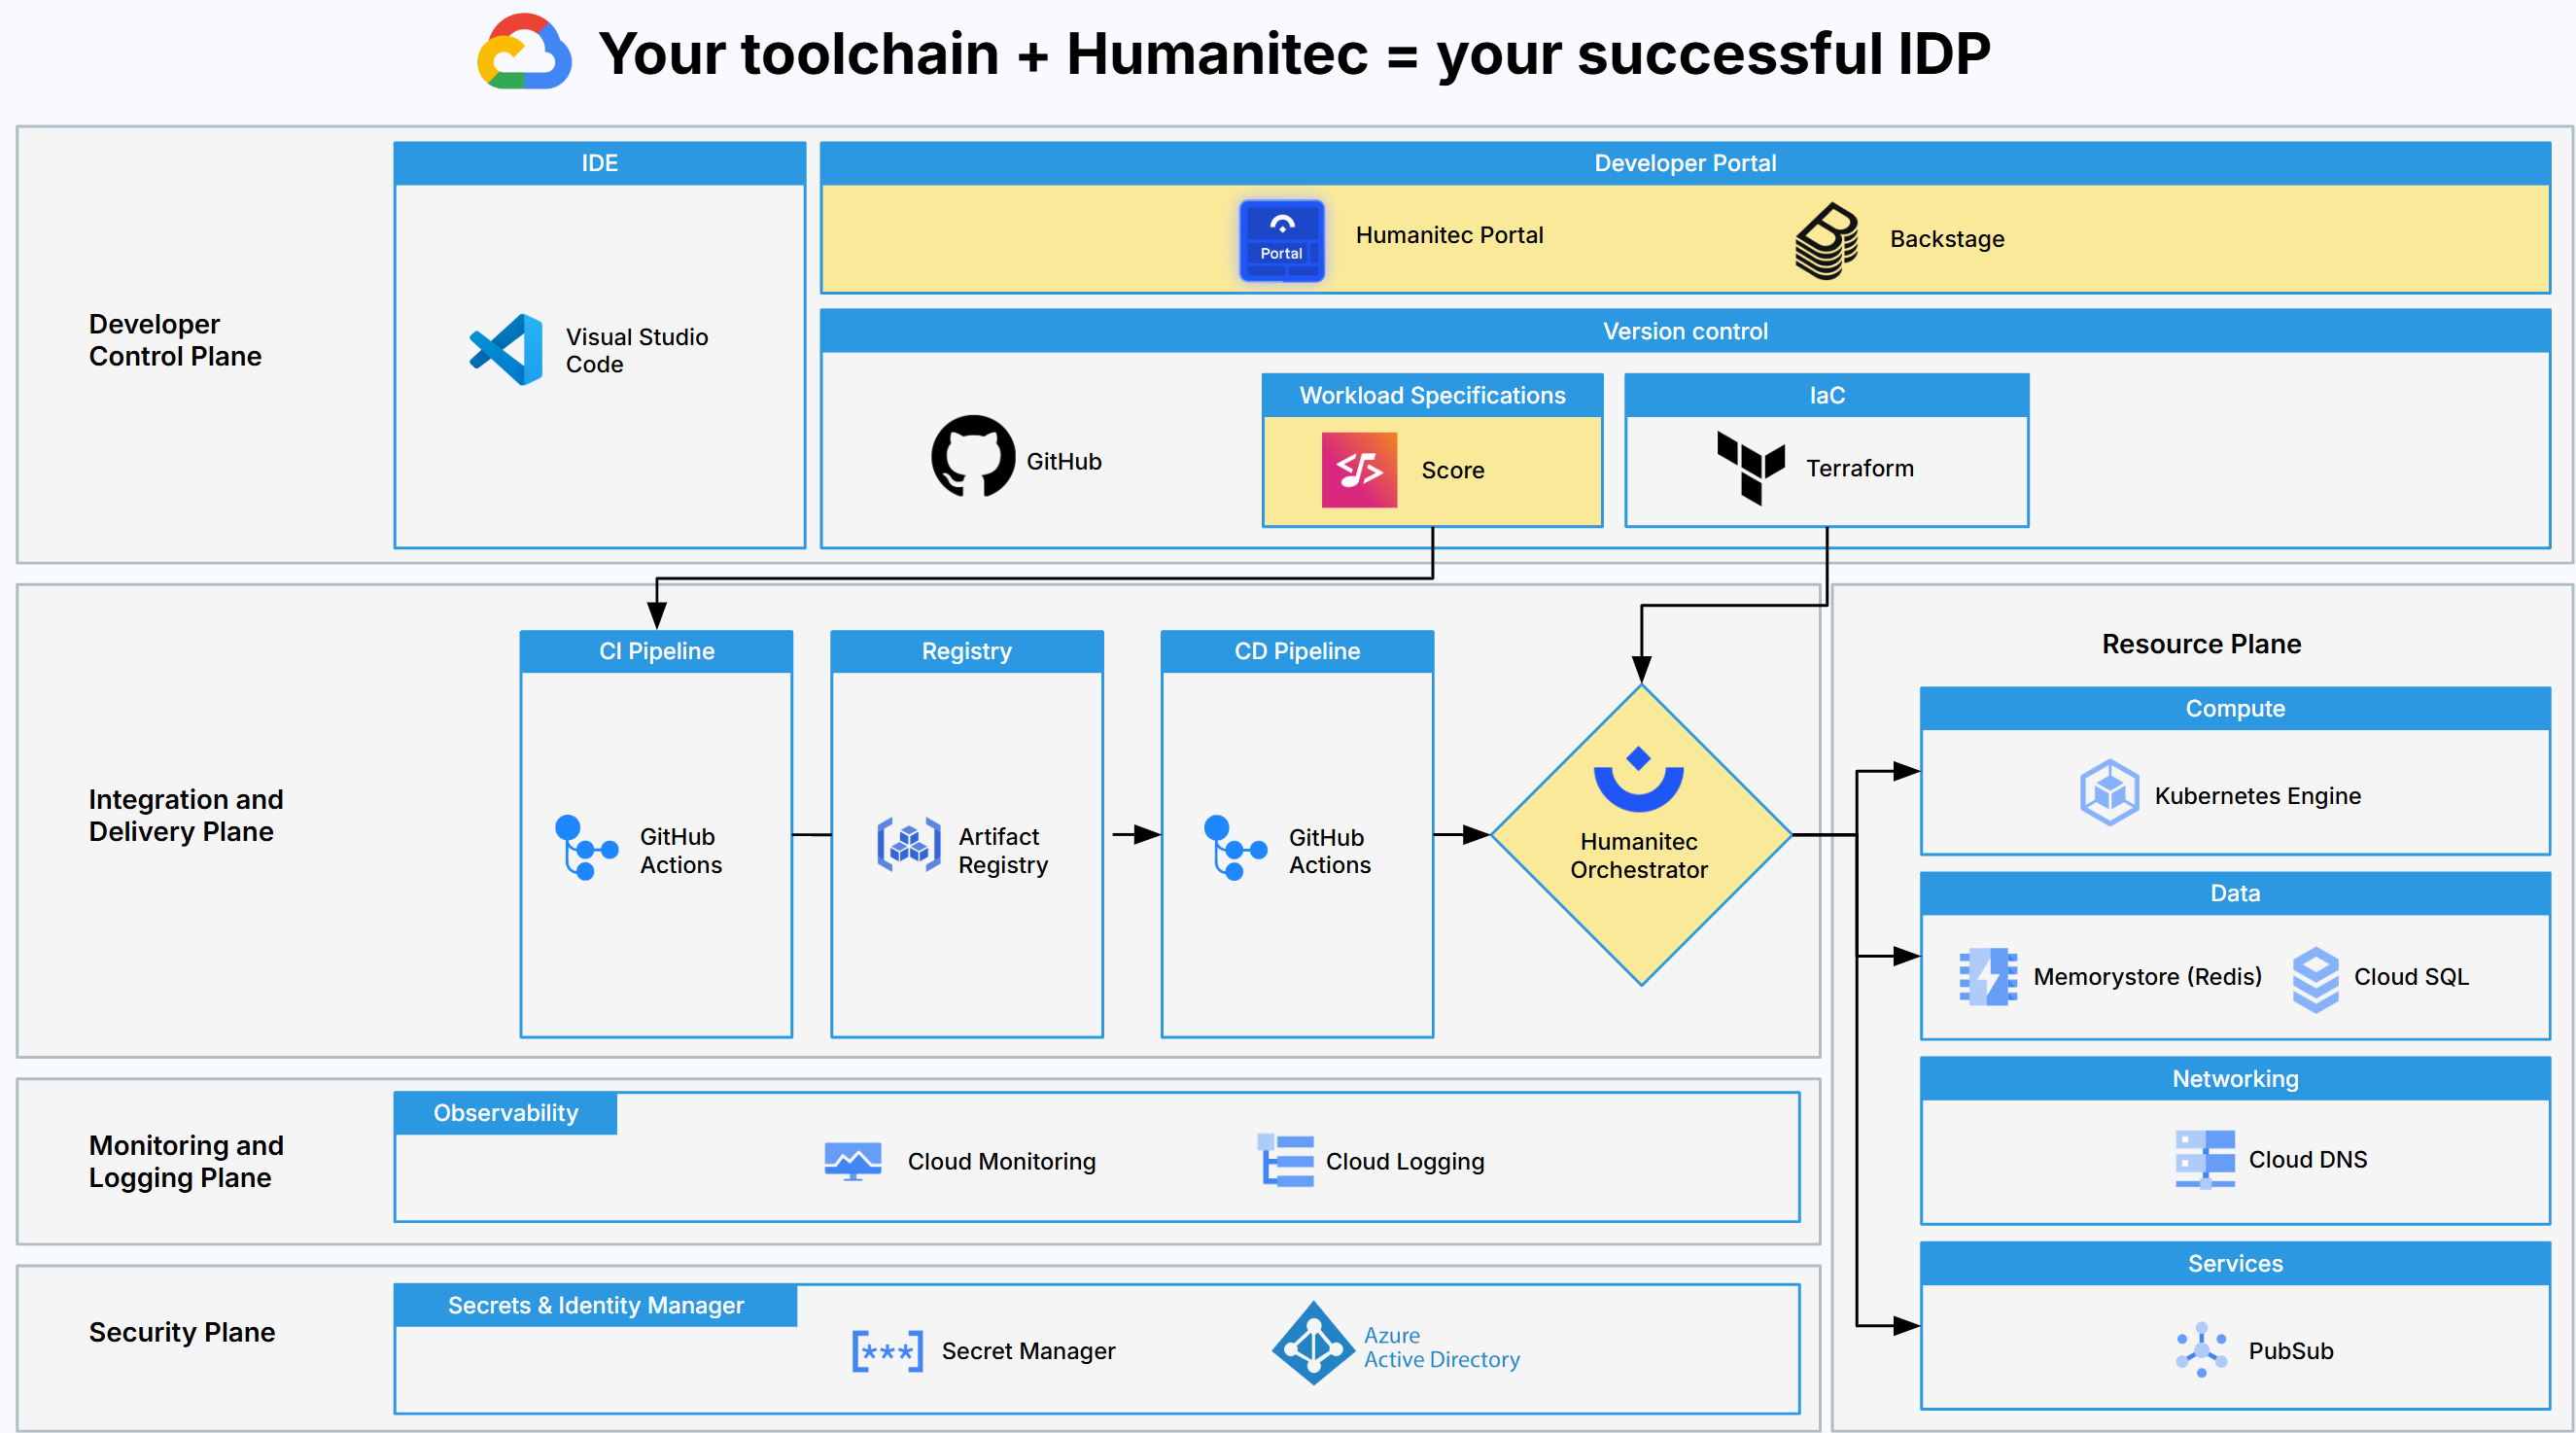 Your toolchain + Humanitec = your successful IDP
Developer
Control Plane
IDE
Visual Studio
Code
Developer Portal
Portal
Humanitec Portal
Backstage
Version control
GitHub
Workload Specifications
Score
IaC
Terraform
Integration and
Delivery Plane
CI Pipeline
GitHub
Actions
Registry
Artifact
Registry
CD Pipeline
GitHub
Actions
Humanitec
Orchestrator
Resource Plane
Compute
Kubernetes Engine
Data
Memorystore (Redis)
Cloud SQL
Networking
Cloud DNS
Services
PubSub
Monitoring and
Logging Plane
Observability
Cloud Monitoring
Cloud Logging
Security Plane
Secrets & Identity Manager
[***]
Secret Manager
Azure
Active Directory